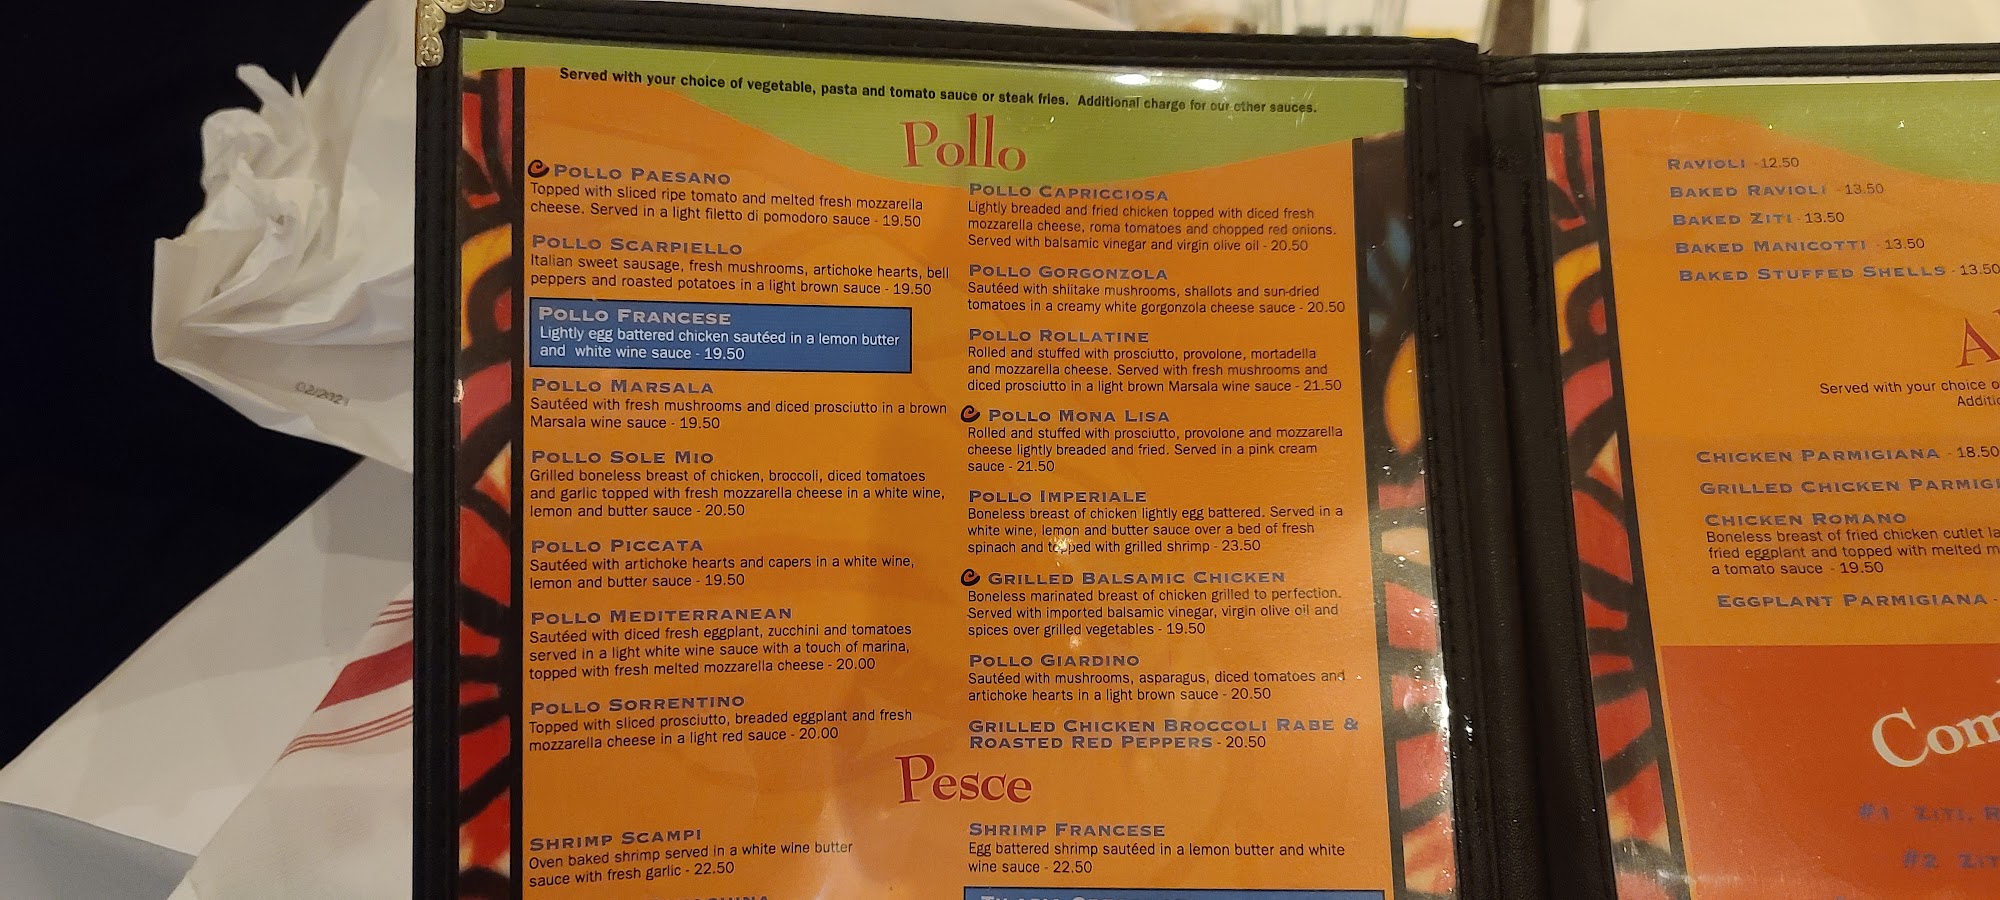 Served with your choice of vegetable, pasta and tomato sauce or steak fries. Additional charge for our other sauces.
Pollo
POLLO PAESANO
Topped with sliced ripe tomato and melted fresh mozzarella
cheese. Served in a light filetto di pomodoro sauce - 19.50
POLLO SCARPIELLO
Italian sweet sausage, fresh mushrooms, artichoke hearts, bell
peppers and roasted potatoes in a light brown sauce - 19.50
POLLO FRANCESE
Lightly egg battered chicken sautéed in a lemon butter
and white wine sauce - 19.50
POLLO MARSALA
Sautéed with fresh mushrooms and diced prosciutto in a brown
Marsala wine sauce - 19.50
POLLO SOLE MIO
Grilled boneless breast of chicken, broccoli, diced tomatoes
and garlic topped with fresh mozzarella cheese in a white wine,
lemon and butter sauce - 20.50
POLLO PICCATA
Sautéed with artichoke hearts and capers in a white wine,
lemon and butter sauce - 19.50
POLLO MEDITERRANEAN
Sautéed with diced fresh eggplant, zucchini and tomatoes
served in a light white wine sauce with a touch of marina,
topped with fresh melted mozzarella cheese - 20.00
POLLO SORRENTINO
Topped with sliced prosciutto, breaded eggplant and fresh
mozzarella cheese in a light red sauce - 20.00
POLLO CAPRICCIOSA
Lightly breaded and fried chicken topped with diced fresh
mozzarella cheese, roma tomatoes and chopped red onions.
Served with balsamic vinegar and virgin olive oil - 20.50
POLLO GORGONZOLA
Sautéed with shiitake mushrooms, shallots and sun-dried
tomatoes in a creamy white gorgonzola cheese sauce - 20.50
POLLO ROLLATINE
Rolled and stuffed with prosciutto, provolone, mortadella
and mozzarella cheese. Served with fresh mushrooms and
diced prosciutto in a light brown Marsala wine sauce - 21.50
POLLO MONA LISA
Rolled and stuffed with prosciutto, provolone and mozzarella
cheese lightly breaded and fried. Served in a pink cream
sauce - 21.50
POLLO IMPERIALE
Boneless breast of chicken lightly egg battered. Served in a
white wine, lemon and butter sauce over a bed of fresh
spinach and topped with grilled shrimp - 23.50
GRILLED BALSAMIC CHICKEN
Boneless marinated breast of chicken grilled to perfection.
Served with imported balsamic vinegar, virgin olive oil and
spices over grilled vegetables - 19.50
POLLO GIARDINO
Sautéed with mushrooms, asparagus, diced tomatoes and
artichoke hearts in a light brown sauce - 20.50
GRILLED CHICKEN BROCCOLI RABE &
ROASTED RED PEPPERS - 20.50
Pesce
SHRIMP SCAMPI
Oven baked shrimp served in a white wine butter
sauce with fresh garlic - 22.50
SHRIMP FRANCESE
Egg battered shrimp sautéed in a lemon butter and white
wine sauce - 22.50
RAVIOLI - 12.50
BAKED RAVIOLI - 13.50
BAKED ZITI - 13.50
BAKED MANICOTTI - 13.50
BAKED STUFFED SHELLS - 13.50
Served with your choice o
Additio
CHICKEN PARMIGIANA - 18.50
GRILLED CHICKEN PARMIGI
CHICKEN ROMANO
Boneless breast of fried chicken cutlet la
fried eggplant and topped with melted m
a tomato sauce - 19.50
EGGPLANT PARMIGIANA -
Com
#1 ZITI, R
#2 ZIT
02/2021